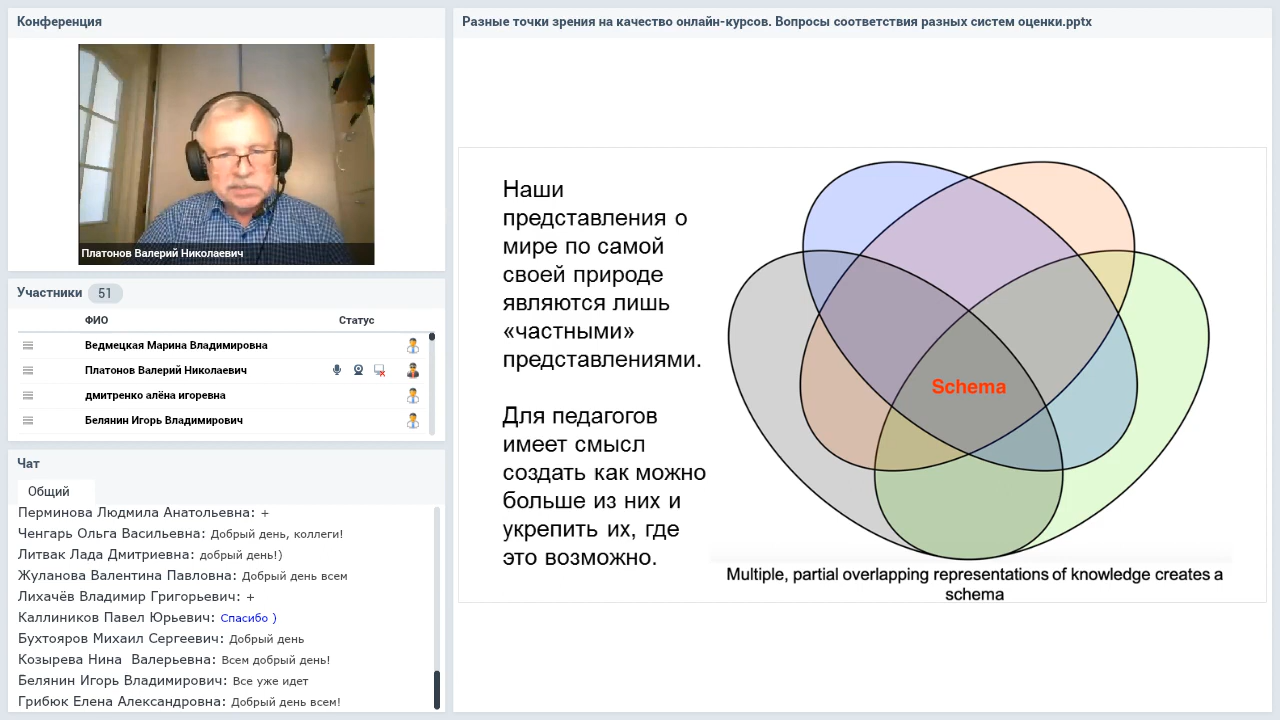 Конференция
Платонов Валерий Николаевич
Участники 51
ФИО Статус
Ведмецкая Марина Владимировна
Платонов Валерий Николаевич
дмитренко алёна игоревна
Белянин Игорь Владимирович
Чат
Общий
Перминова Людмила Анатольевна: +
Ченгарь Ольга Васильевна: Добрый день, коллеги!
Литвак Лада Дмитриевна: добрый день!)
Жуланова Валентина Павловна: Добрый день всем
Лихачёв Владимир Григорьевич: +
Каллиников Павел Юрьевич: Спасибо )
Бухтояров Михаил Сергеевич: Добрый день
Козырева Нина  Валерьевна: Всем добрый день!
Белянин Игорь Владимирович: Все уже идет
Грибюк Елена Александровна: Добрый день всем!
Разные точки зрения на качество онлайн-курсов. Вопросы соответствия разных систем оценки.pptx
Наши
представления о
мире по самой
своей природе
являются лишь
«частными»
представлениями.
Для педагогов
имеет смысл
создать как можно
больше из них и
укрепить их, где
это возможно.
Schema
Multiple, partial overlapping representations of knowledge creates a
schema